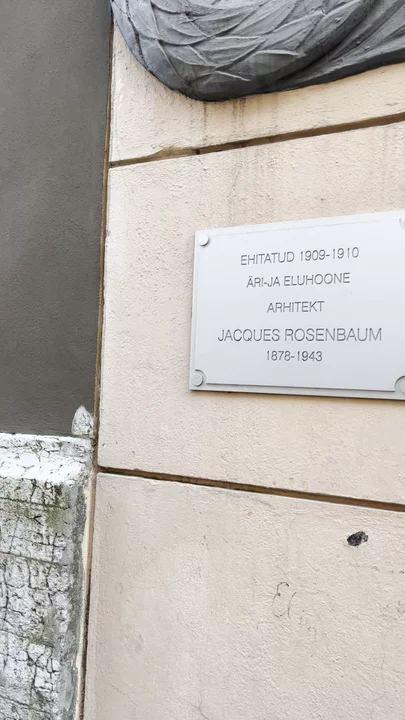 EHITATUD 1909-1910
ÄRI-JA ELUHOONE
ARHITEKT
JACQUES ROSENBAUM
1878-1943